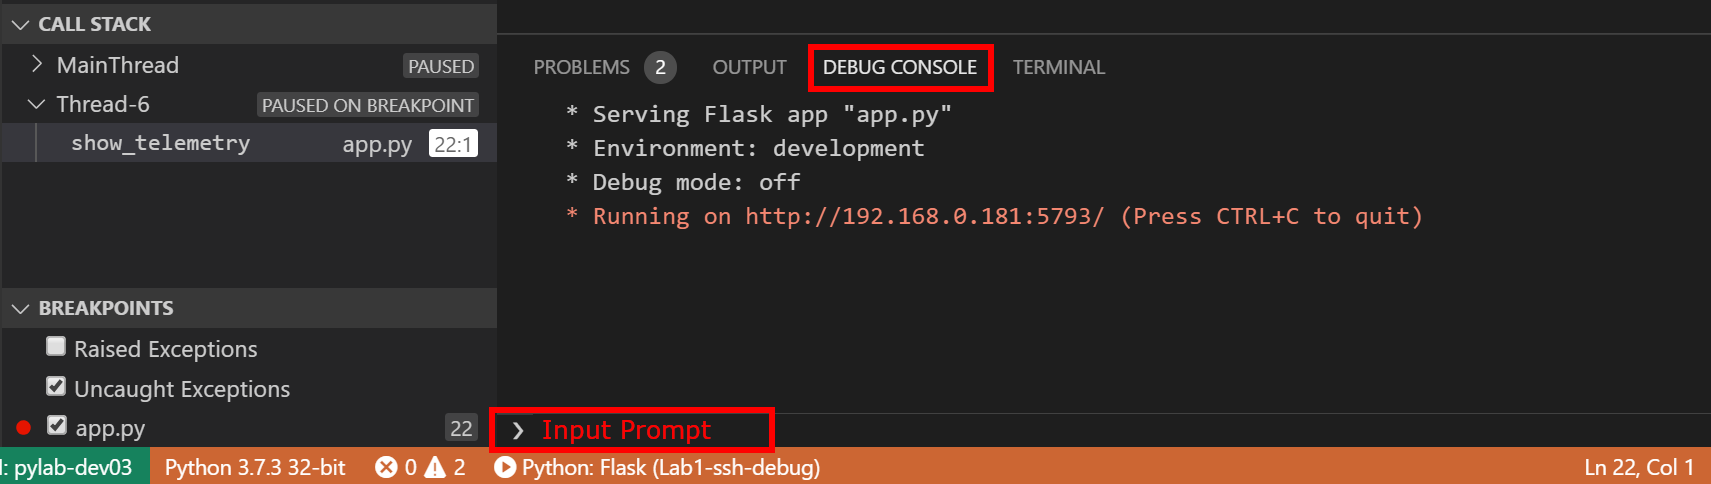 CALL STACK
MainThread PAUSED
Thread-6 PAUSED ON BREAKPOINT
show_telemetry app.py 22:1
BREAKPOINTS
Raised Exceptions
Uncaught Exceptions
app.py 22
PROBLEMS 2 OUTPUT DEBUG CONSOLE TERMINAL
* Serving Flask app "app.py"
* Environment: development
* Debug mode: off
* Running on http://192.168.0.181:5793/ (Press CTRL+C to quit)
❯ Input Prompt
: pylab-dev03 Python 3.7.3 32-bit 0 2 Python: Flask (Lab1-ssh-debug) Ln 22, Col 1